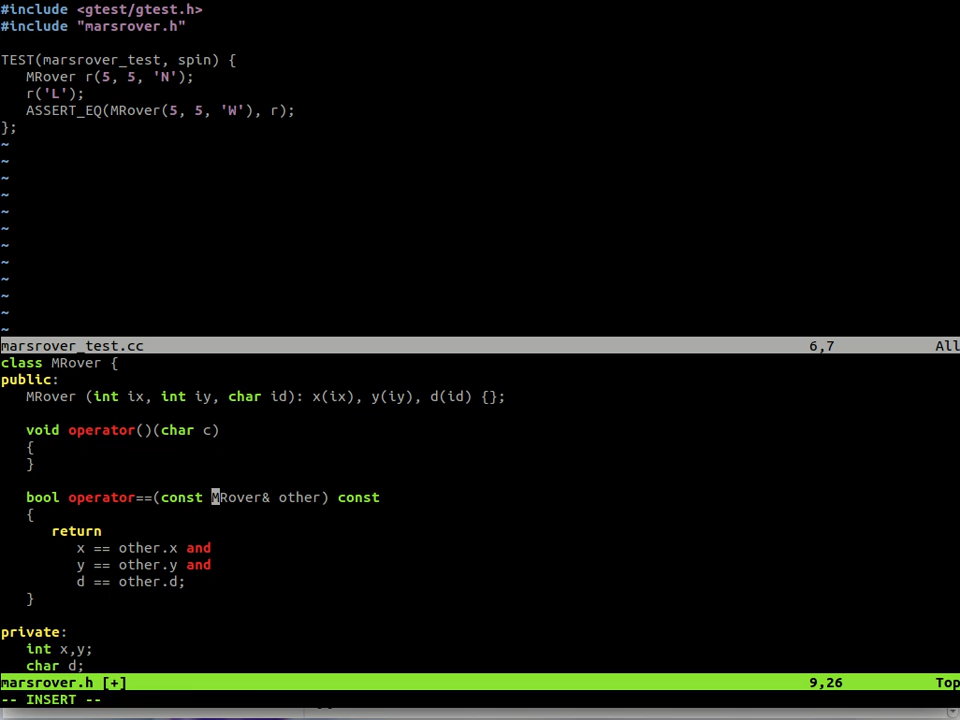 #include <gtest/gtest.h>
#include "marsrover.h"
TEST(marsrover_test, spin) {
MRover r(5, 5, 'N');
r('L');
ASSERT_EQ(MRover(5, 5, 'W'), r);
};
~
~
~
~
~
~
~
~
~
~
~
~
marsrover_test.cc 6,7 All
class MRover {
public:
MRover (int ix, int iy, char id): x(ix), y(iy), d(id) {};
void operator()(char c)
{
}
bool operator==(const MRover& other) const
{
return
x == other.x and
y == other.y and
d == other.d;
}
private:
int x,y;
char d;
marsrover.h [+] 9,26 Top
-- INSERT --